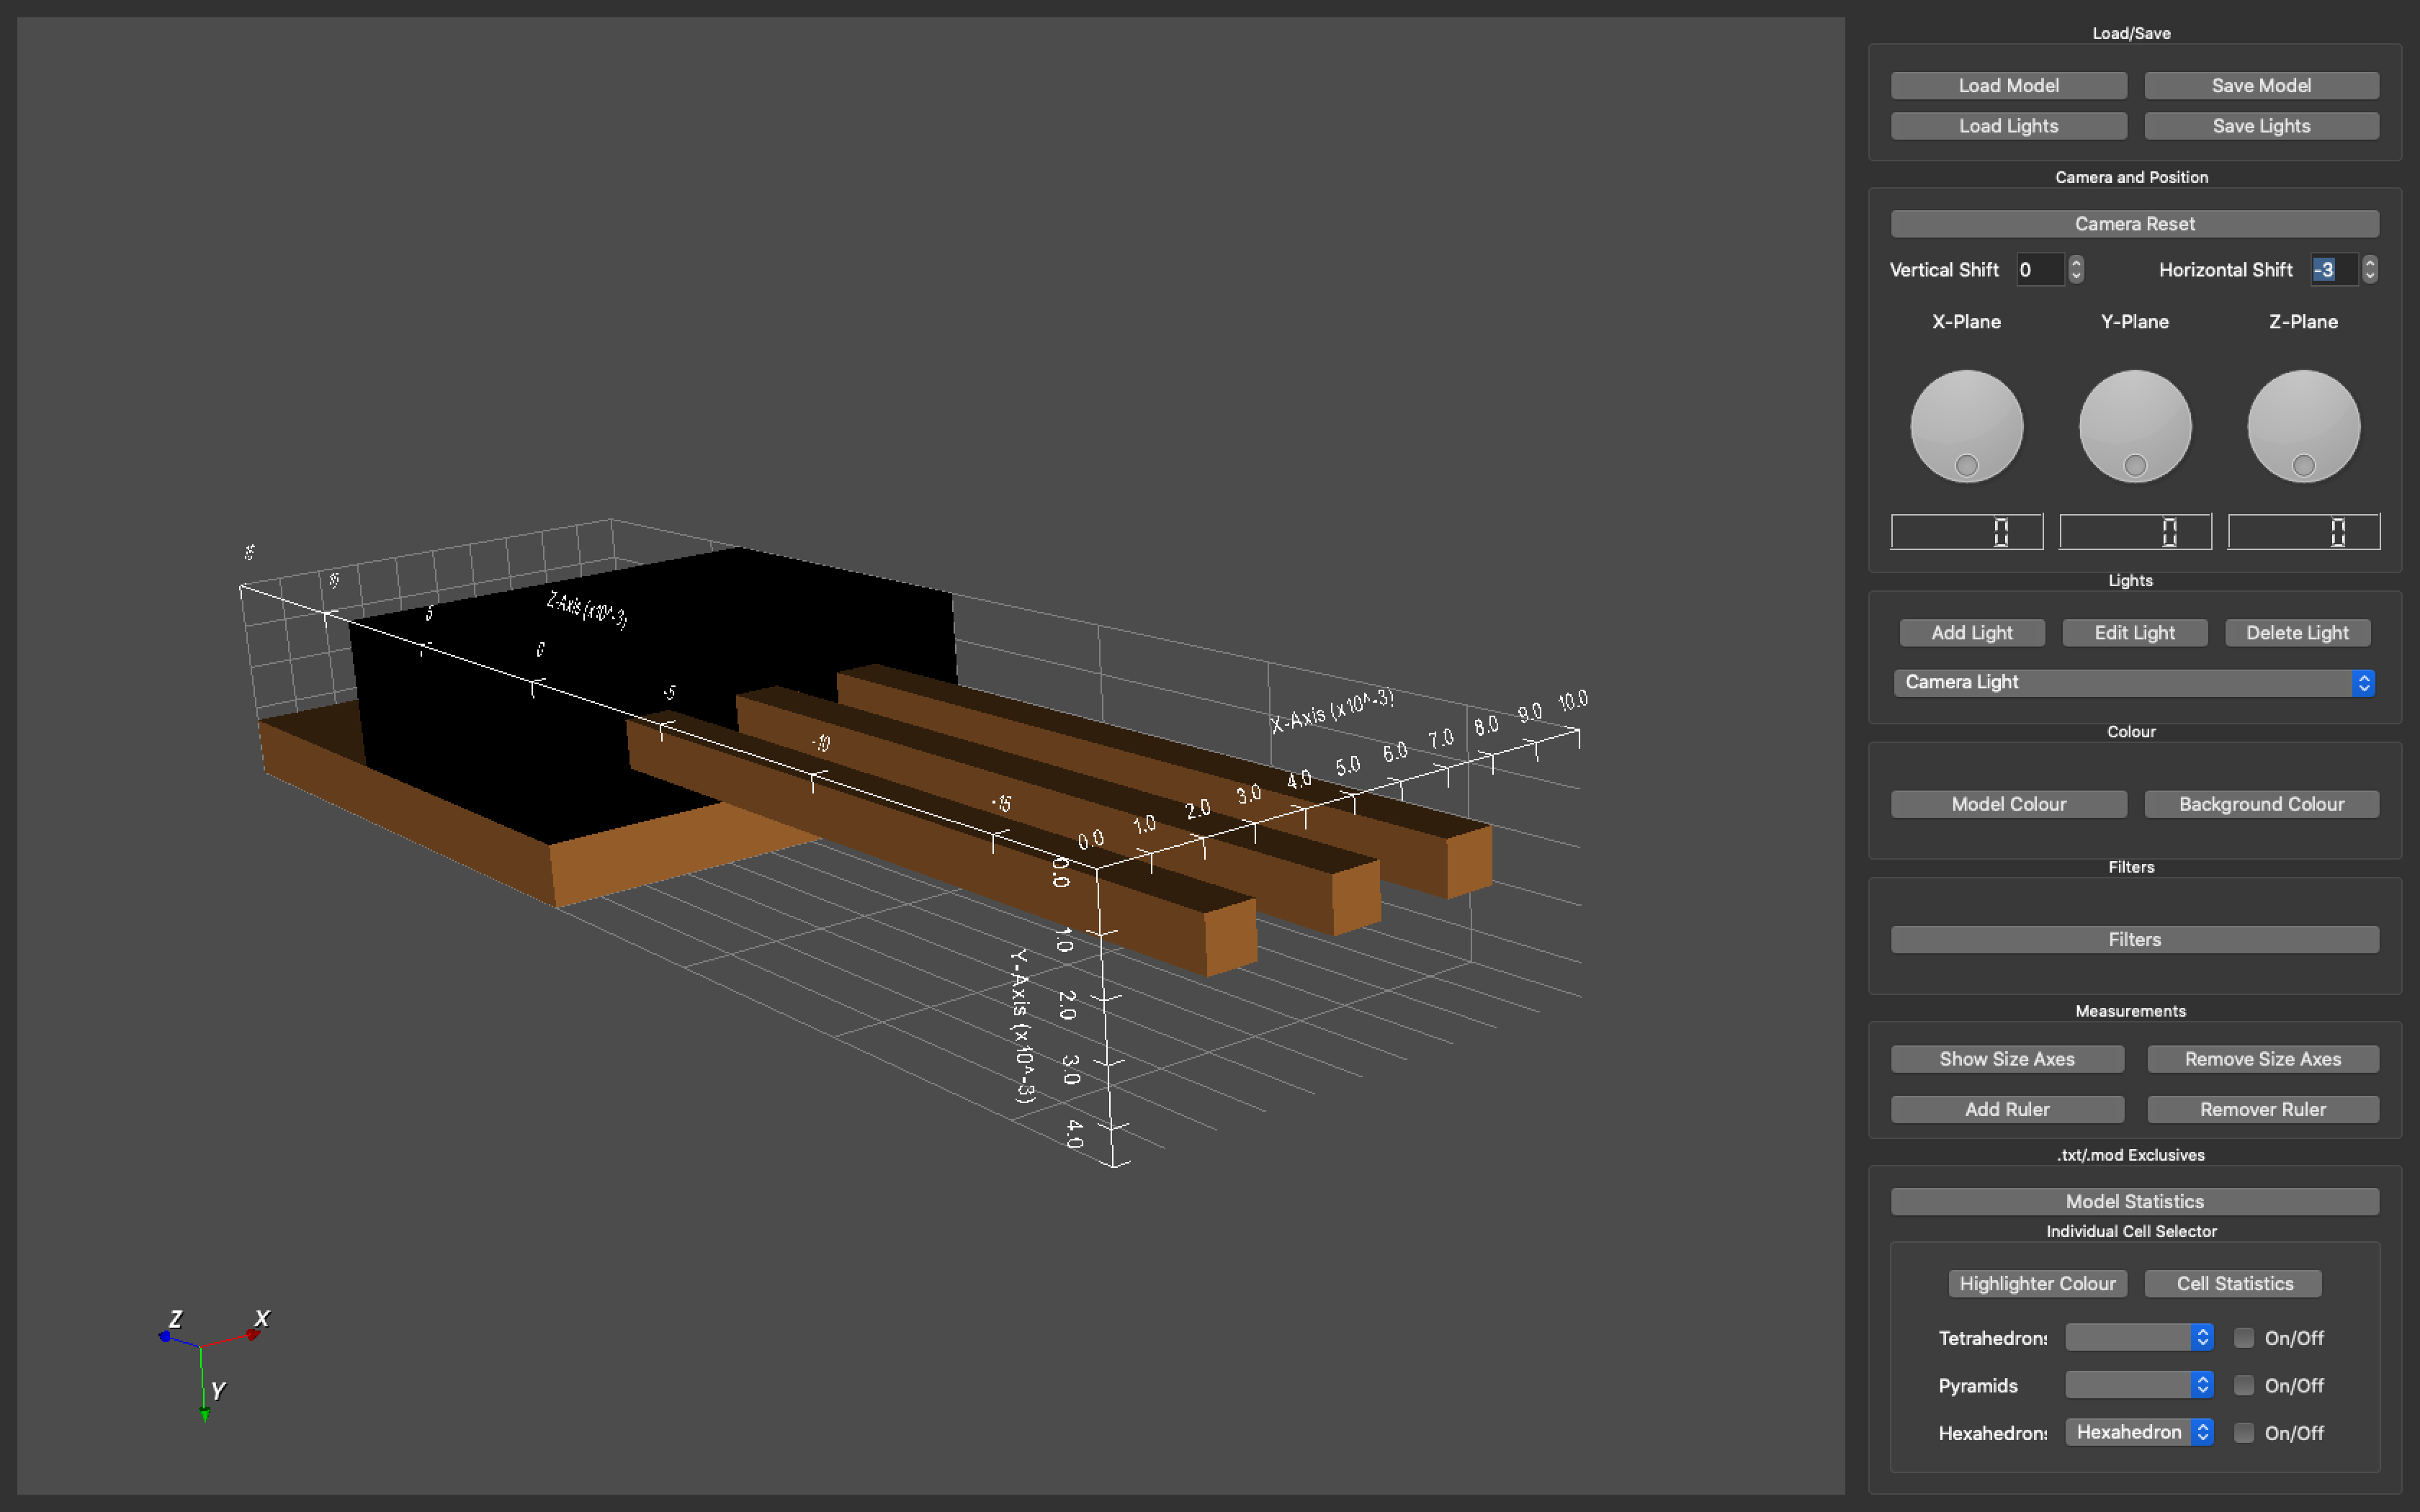 Load/Save
Load Model
Save Model
Load Lights
Save Lights
Camera and Position
Camera Reset
Vertical Shift 0
Horizontal Shift -3
X-Plane
Y-Plane
Z-Plane
0
0
0
Lights
Add Light
Edit Light
Delete Light
Camera Light
Colour
Model Colour
Background Colour
Filters
Filters
Measurements
Show Size Axes
Remove Size Axes
Add Ruler
Remover Ruler
.txt/.mod Exclusives
Model Statistics
Individual Cell Selector
Highlighter Colour
Cell Statistics
Tetrahedrons
On/Off
Pyramids
On/Off
Hexahedrons
Hexahedron
On/Off
Z-Axis (x10^-3)
5
0
-5
-10
-15
X-Axis (x10^-3)
0.0
1.0
2.0
3.0
4.0
5.0
6.0
7.0
8.0
9.0
10.0
Y-Axis (x10^-3)
0.0
1.0
2.0
3.0
4.0
Z
X
Y